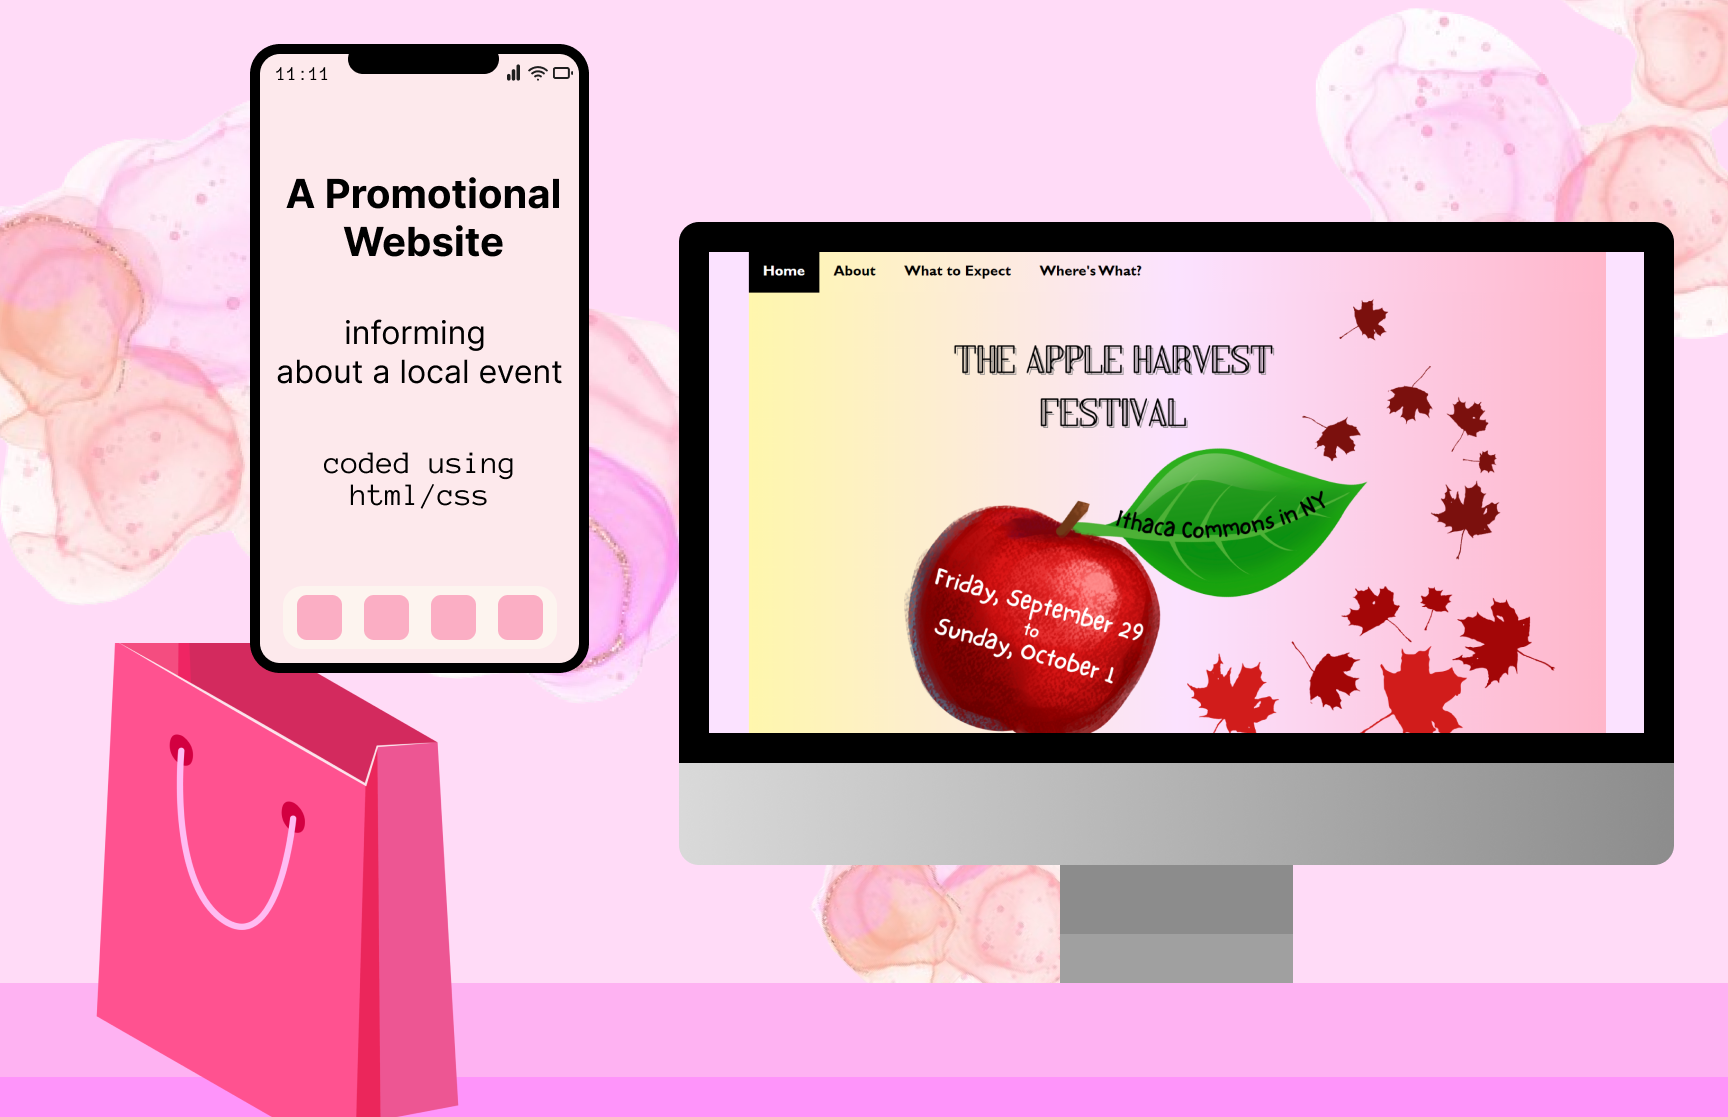 11:11
A Promotional
Website
informing
about a local event
coded using
html/css
Home About What to Expect Where's What?
THE APPLE HARVEST
FESTIVAL
Ithaca Commons in NY
Friday, September 29
to
Sunday, October 1